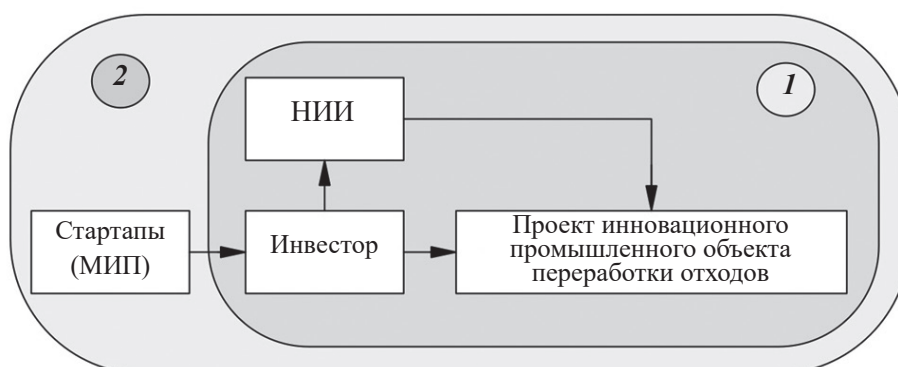 2
1
НИИ
Стартапы
(МИП)
Инвестор
Проект инновационного
промышленного объекта
переработки отходов